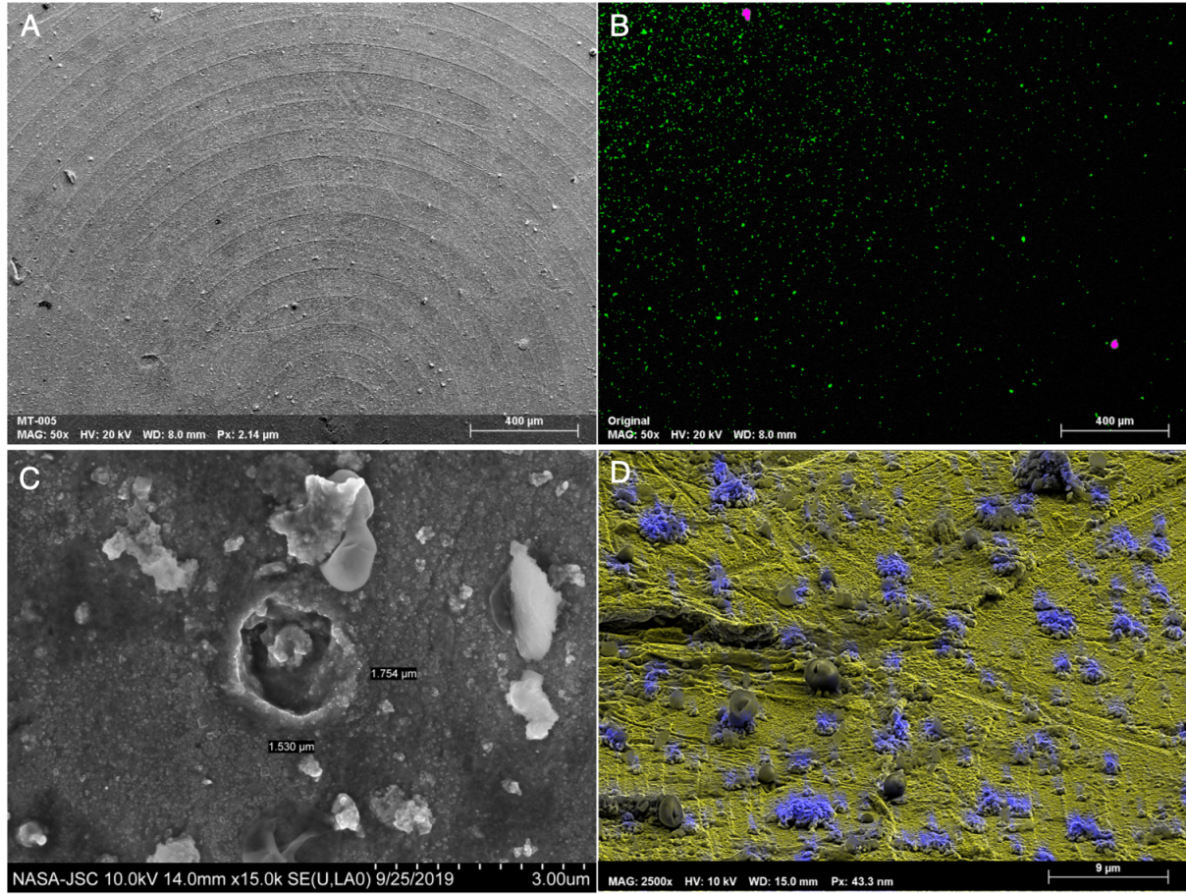 A
MT-005
MAG: 50x HV: 20 kV WD: 8.0 mm Px: 2.14 µm
400 µm
B
Original
MAG: 50x HV: 20 kV WD: 8.0 mm
400 µm
C
1.754 µm
1.530 µm
NASA-JSC 10.0kV 14.0mm x15.0k SE(U,LA0) 9/25/2019
3.00um
D
MAG: 2500x HV: 10 kV WD: 15.0 mm Px: 43.3 nm
9 µm